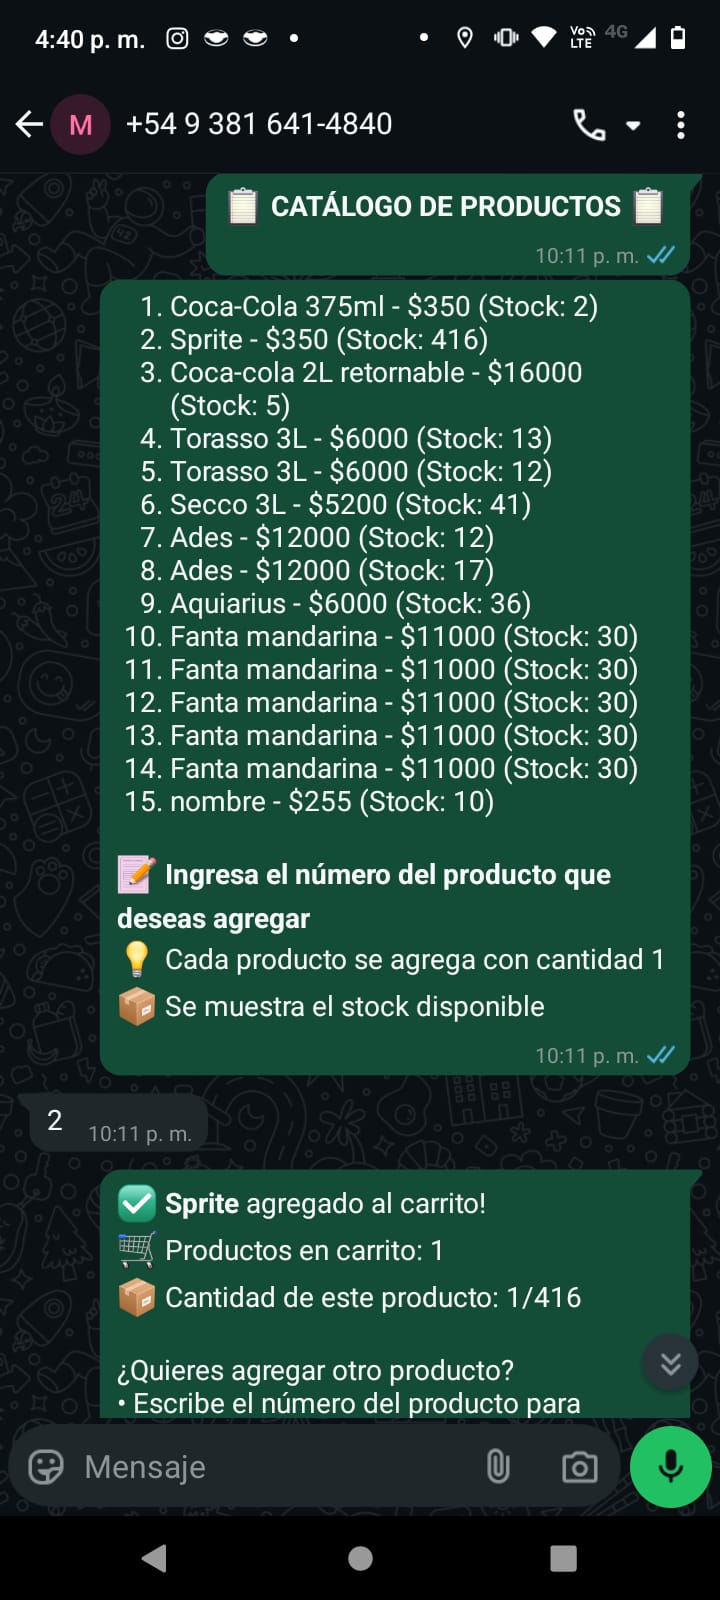 4:40 p. m.
Vo)) LTE 4G
M +54 9 381 641-4840
📋 CATÁLOGO DE PRODUCTOS 📋
10:11 p. m.
1. Coca-Cola 375ml - $350 (Stock: 2)
2. Sprite - $350 (Stock: 416)
3. Coca-cola 2L retornable - $16000
(Stock: 5)
4. Torasso 3L - $6000 (Stock: 13)
5. Torasso 3L - $6000 (Stock: 12)
6. Secco 3L - $5200 (Stock: 41)
7. Ades - $12000 (Stock: 12)
8. Ades - $12000 (Stock: 17)
9. Aquiarius - $6000 (Stock: 36)
10. Fanta mandarina - $11000 (Stock: 30)
11. Fanta mandarina - $11000 (Stock: 30)
12. Fanta mandarina - $11000 (Stock: 30)
13. Fanta mandarina - $11000 (Stock: 30)
14. Fanta mandarina - $11000 (Stock: 30)
15. nombre - $255 (Stock: 10)
📝 Ingresa el número del producto que
deseas agregar
💡 Cada producto se agrega con cantidad 1
📦 Se muestra el stock disponible
10:11 p. m.
2 10:11 p. m.
✅ Sprite agregado al carrito!
🛒 Productos en carrito: 1
📦 Cantidad de este producto: 1/416
¿Quieres agregar otro producto?
• Escribe el número del producto para
Mensaje